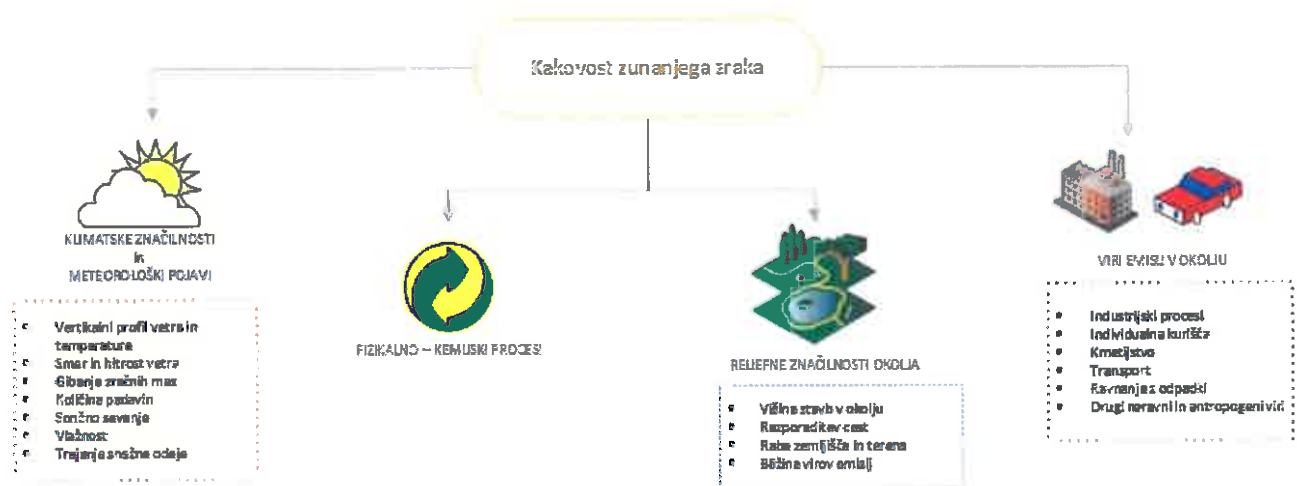 Kakovost zunanjega zraka
KLIMATSKE ZNAČILNOSTI
in
METEOROLOŠKI POJAVI
Vertikalni profil vetra in
temperature
Smer in hitrost vetra
Gibanje zračnih mas
Količina padavin
Sončno sevanje
Vlažnost
Trajanje snežne odeje
FIZIKALNO – KEMIJSKI PROCESI
RELIEFNE ZNAČILNOSTI OKOLJA
Višina stavb v okolju
Razporeditev cest
Raba zemljišča in terena
Bližina virov emisij
VIRI EMISIJ V OKOLJU
Industrijski procesi
Individualna kurišča
Kmetijstvo
Transport
Ravnanje z odpadki
Drugi naravni in antropogeni viri